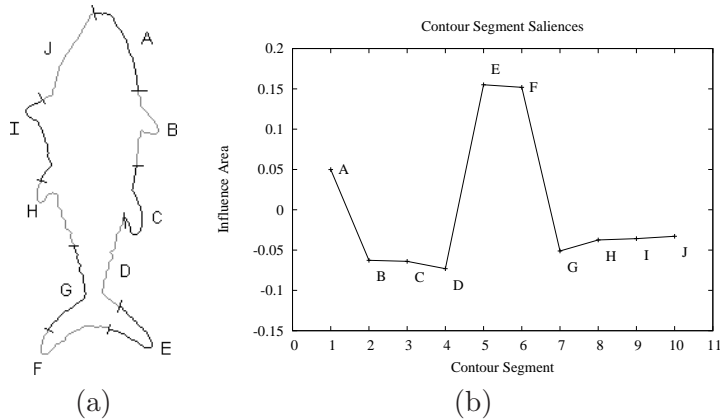 J
A
I
B
H
C
D
G
F
E
(a)
Contour Segment Saliences
0.2
0.15
0.1
0.05
0
-0.05
-0.1
-0.15
Influence Area
A
B
C
D
E
F
G
H
I
J
0 1 2 3 4 5 6 7 8 9 10 11
Contour Segment
(b)